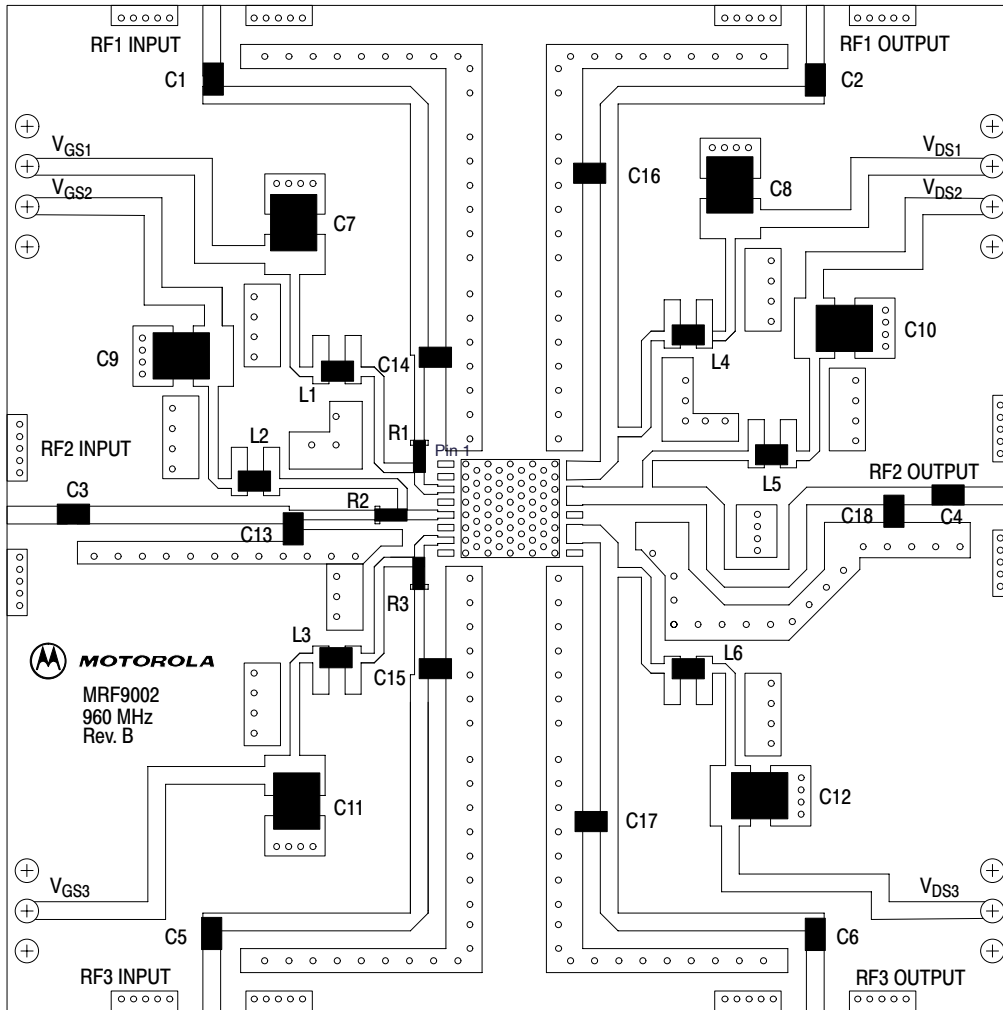 RF1 INPUT
RF1 OUTPUT
C1
C2
VGS1
VDS1
C16
C8
VGS2
VDS2
C7
C9
C10
C14
L4
L1
R1
Pin 1
RF2 INPUT
L2
L5
RF2 OUTPUT
C3
R2
C13
C18
C4
R3
L3
MOTOROLA
C15
L6
MRF9002
960 MHz
Rev. B
C11
C12
C17
VGS3
VDS3
C5
C6
RF3 INPUT
RF3 OUTPUT